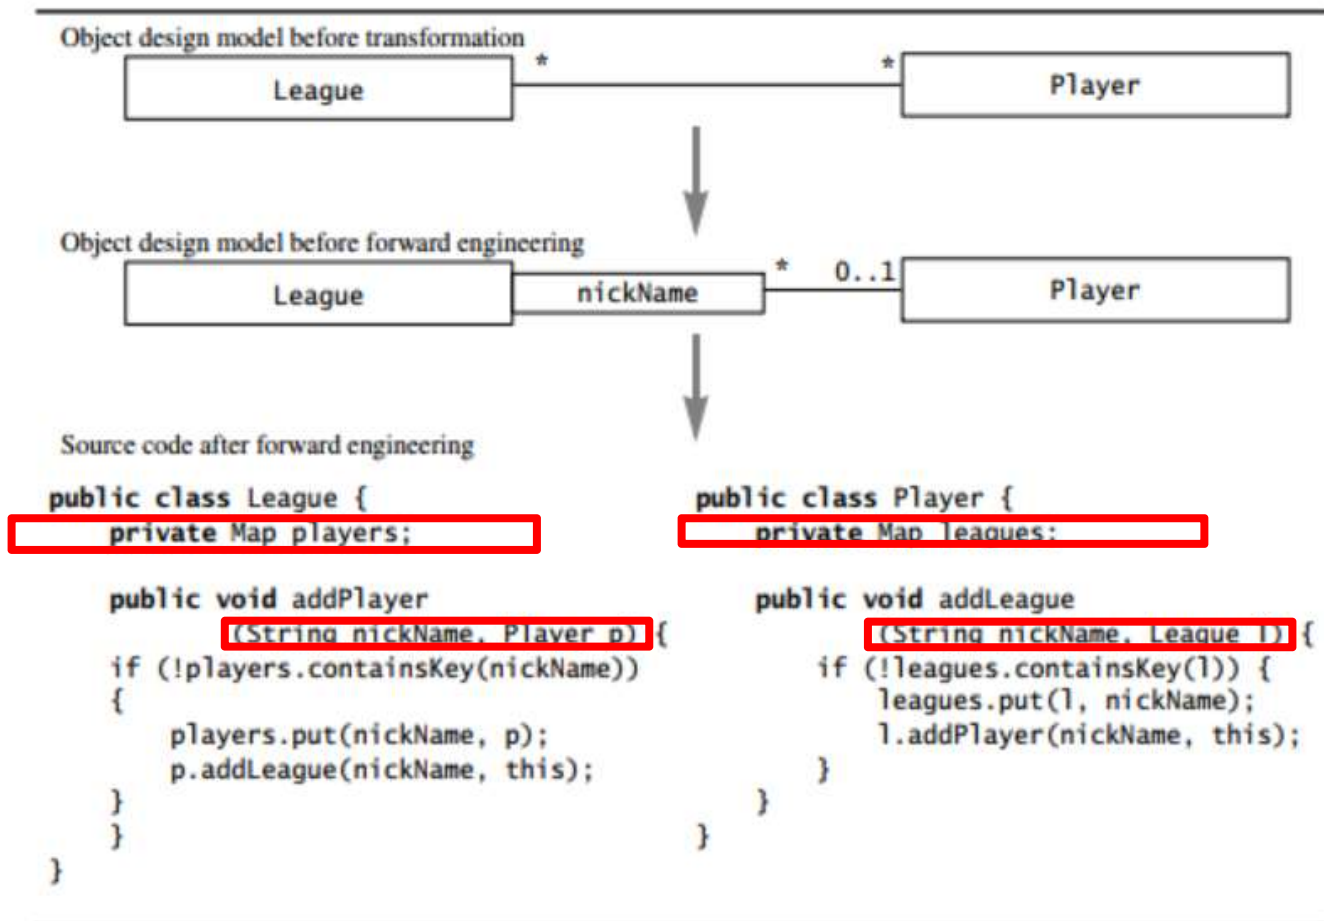 Object design model before transformation
League * * Player
Object design model before forward engineering
League nickName * 0..1 Player
Source code after forward engineering
public class League {
private Map players;
public void addPlayer
(String nickName, Player p) {
if (!players.containsKey(nickName))
{
players.put(nickName, p);
p.addLeague(nickName, this);
}
}
}
public class Player {
private Map leagues;
public void addLeague
(String nickName, League l) {
if (!leagues.containsKey(l)) {
leagues.put(l, nickName);
l.addPlayer(nickName, this);
}
}
}